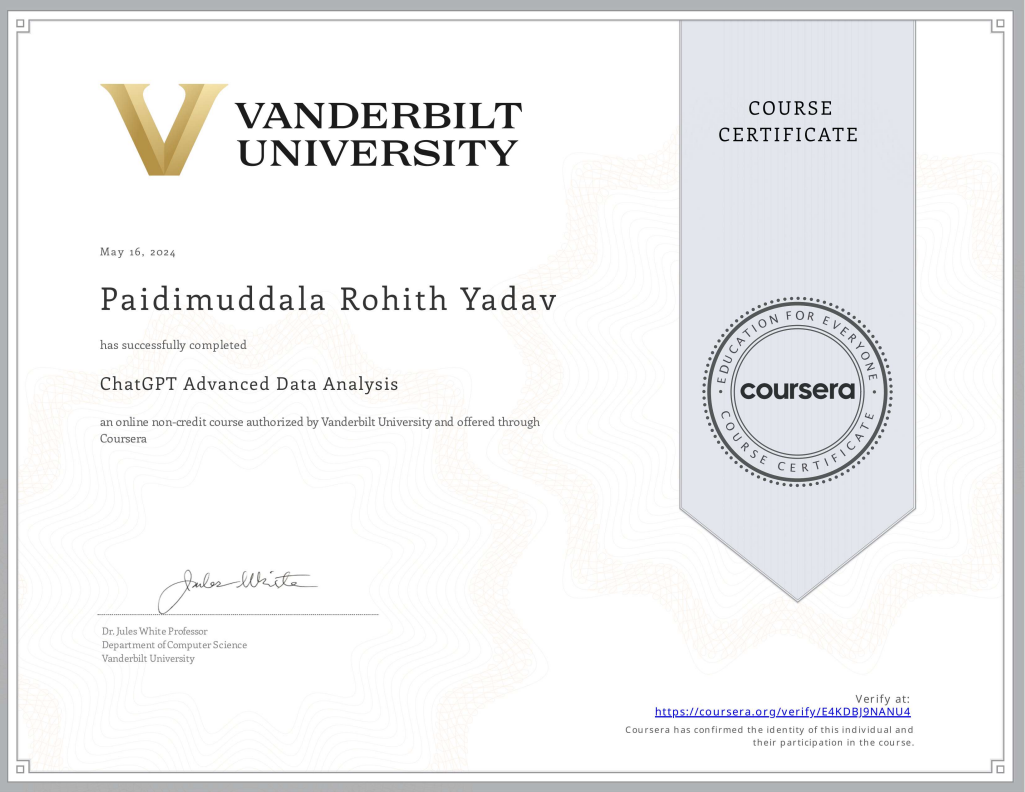 VANDERBILT
UNIVERSITY
COURSE
CERTIFICATE
May 16, 2024
Paidimuddala Rohith Yadav
has successfully completed
ChatGPT Advanced Data Analysis
an online non-credit course authorized by Vanderbilt University and offered through
Coursera
EDUCATION FOR EVERYONE
coursera
COURSE CERTIFICATE
Jules White
Dr. Jules White Professor
Department of Computer Science
Vanderbilt University
Verify at:
https://coursera.org/verify/E4KDBJ9NANU4
Coursera has confirmed the identity of this individual and
their participation in the course.